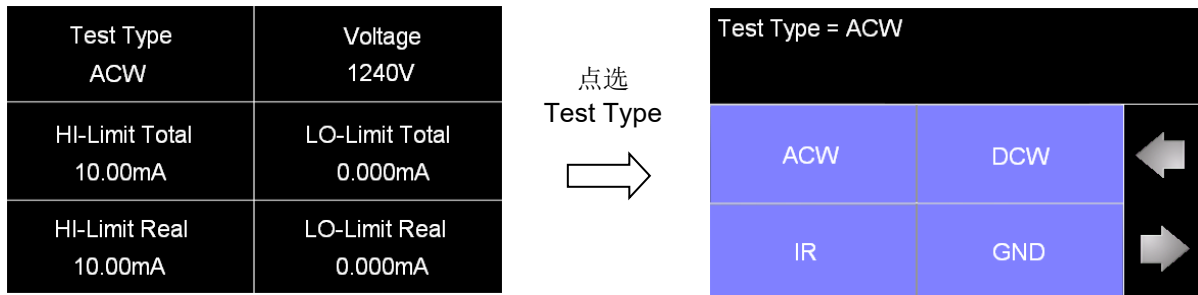 Test Type
ACW
Voltage
1240V
HI-Limit Total
10.00mA
LO-Limit Total
0.000mA
HI-Limit Real
10.00mA
LO-Limit Real
0.000mA
点选
Test Type
Test Type = ACW
ACW
DCW
IR
GND